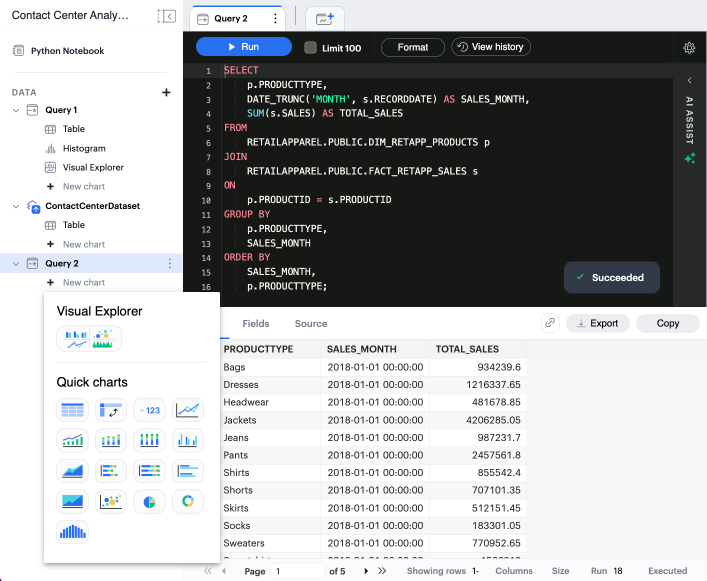 Contact Center Analy...
Python Notebook
DATA
Query 1
Table
Histogram
Visual Explorer
New chart
ContactCenterDataset
Table
New chart
Query 2
New chart
Visual Explorer
Quick charts
123
Query 2
Run
Limit 100
Format
View history
1 SELECT
2 p.PRODUCTTYPE,
3 DATE_TRUNC('MONTH', s.RECORDDATE) AS SALES_MONTH,
4 SUM(s.SALES) AS TOTAL_SALES
5 FROM
6 RETAILAPPAREL.PUBLIC.DIM_RETAPP_PRODUCTS p
7 JOIN
8 RETAILAPPAREL.PUBLIC.FACT_RETAPP_SALES s
9 ON
10 p.PRODUCTID = s.PRODUCTID
11 GROUP BY
12 p.PRODUCTTYPE,
13 SALES_MONTH
14 ORDER BY
15 SALES_MONTH,
16 p.PRODUCTTYPE;
AI ASSIST
Succeeded
Fields Source Export Copy
PRODUCTTYPE SALES_MONTH TOTAL_SALES
Bags 2018-01-01 00:00:00 934239.6
Dresses 2018-01-01 00:00:00 1216337.65
Headwear 2018-01-01 00:00:00 481678.85
Jackets 2018-01-01 00:00:00 4206285.05
Jeans 2018-01-01 00:00:00 987231.7
Pants 2018-01-01 00:00:00 2457561.8
Shirts 2018-01-01 00:00:00 855542.4
Shorts 2018-01-01 00:00:00 707101.35
Skirts 2018-01-01 00:00:00 512151.45
Socks 2018-01-01 00:00:00 183301.05
Sweaters 2018-01-01 00:00:00 770952.65
Page 1 of 5 Showing rows 1- Columns Size Run 18 Executed